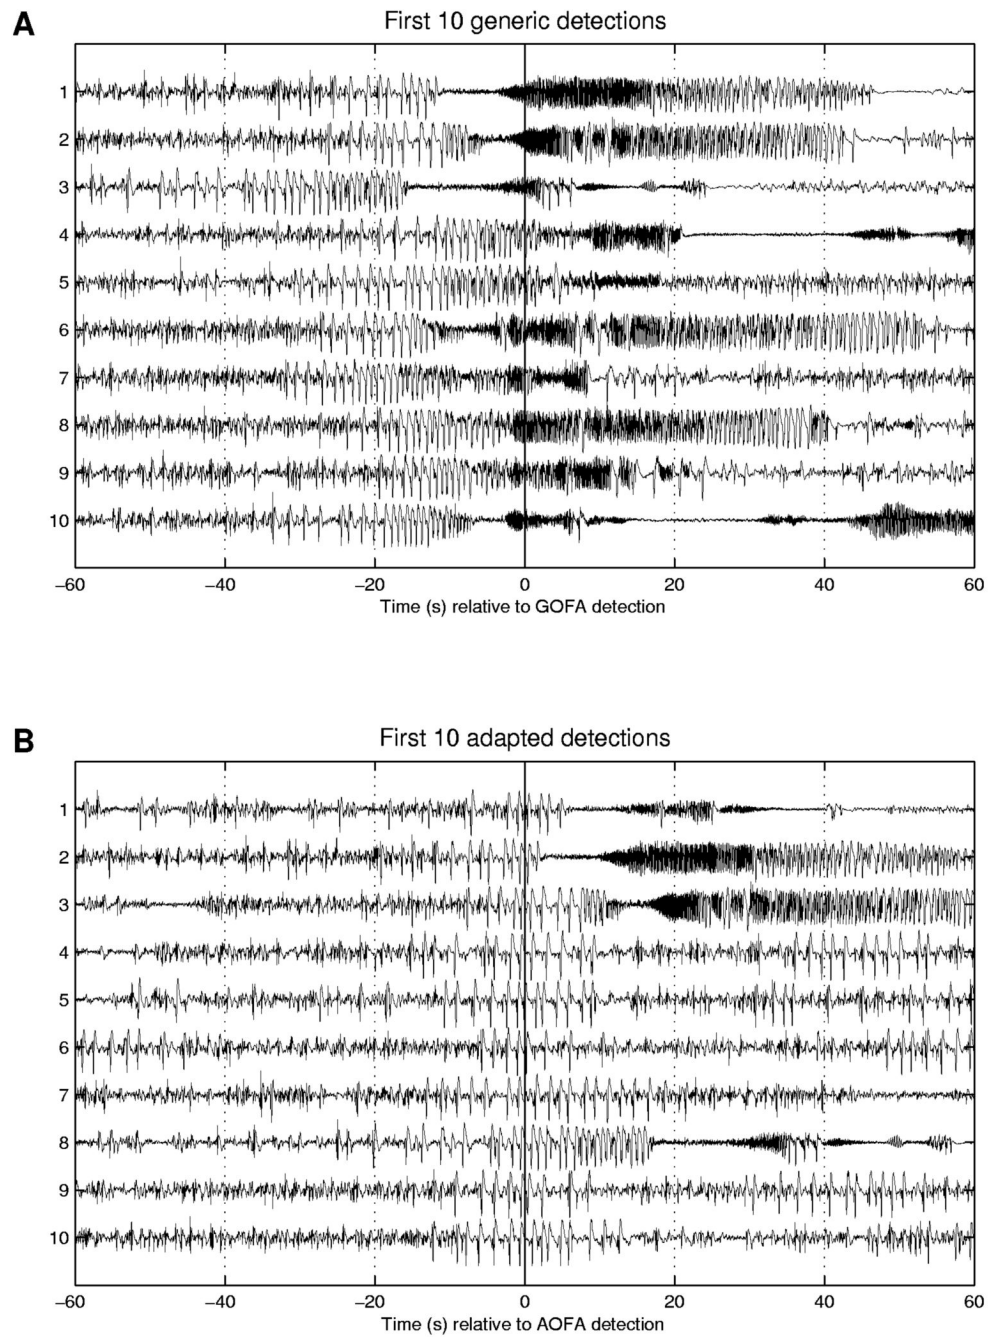 A
First 10 generic detections
1
2
3
4
5
6
7
8
9
10
−60 −40 −20 0 20 40 60
Time (s) relative to GOFA detection
B
First 10 adapted detections
1
2
3
4
5
6
7
8
9
10
−60 −40 −20 0 20 40 60
Time (s) relative to AOFA detection